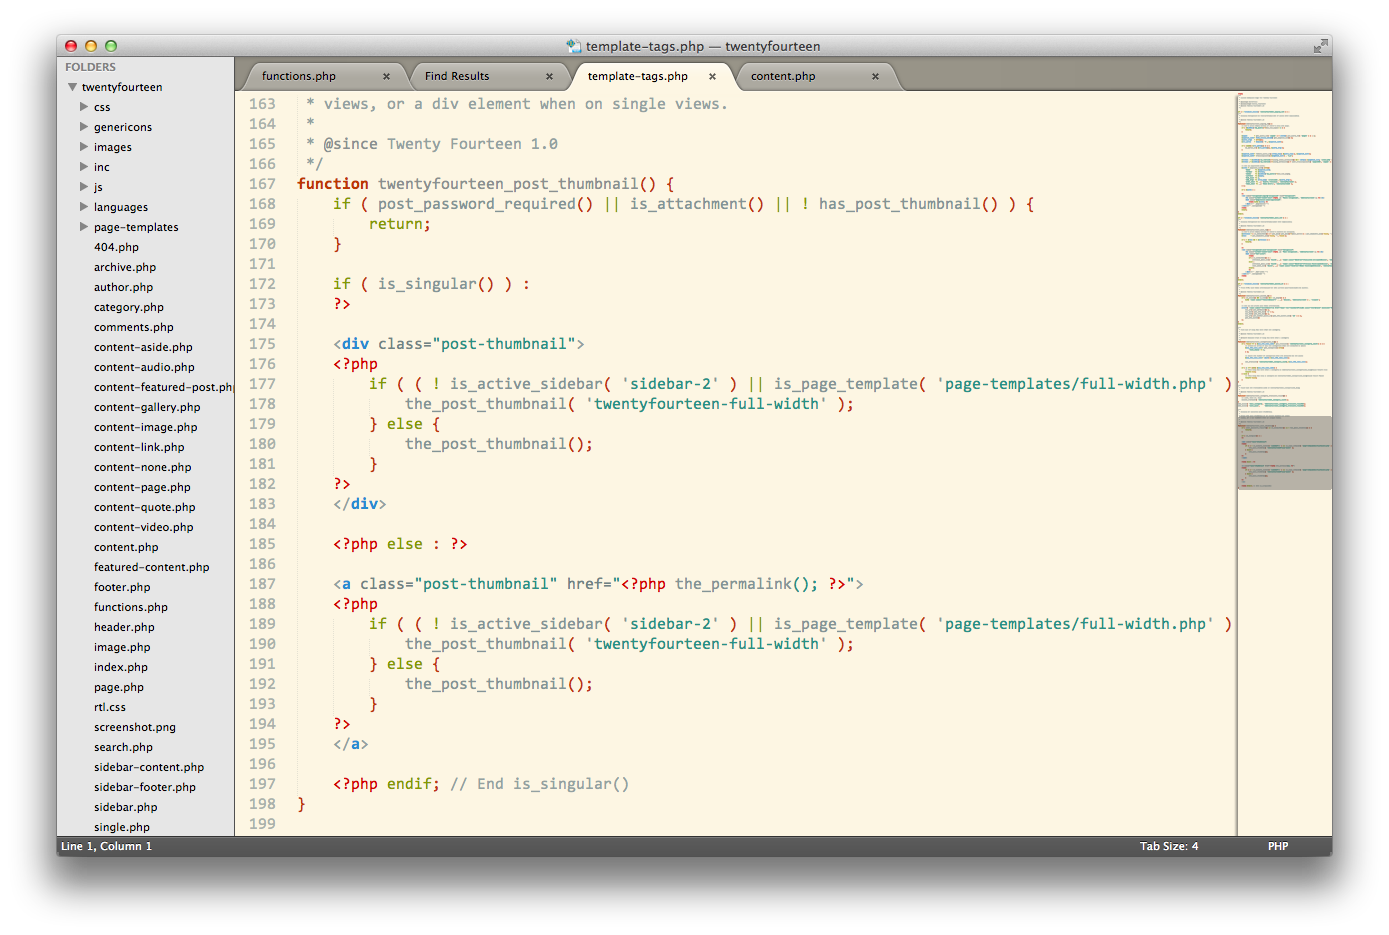 template-tags.php — twentyfourteen
FOLDERS
twentyfourteen
css
genericons
images
inc
js
languages
page-templates
404.php
archive.php
author.php
category.php
comments.php
content-aside.php
content-audio.php
content-featured-post.php
content-gallery.php
content-image.php
content-link.php
content-none.php
content-page.php
content-quote.php
content-video.php
content.php
featured-content.php
footer.php
functions.php
header.php
image.php
index.php
page.php
rtl.css
screenshot.png
search.php
sidebar-content.php
sidebar-footer.php
sidebar.php
single.php
functions.php × Find Results × template-tags.php × content.php ×
163 * views, or a div element when on single views.
164 *
165 * @since Twenty Fourteen 1.0
166 */
167 function twentyfourteen_post_thumbnail() {
168 if ( post_password_required() || is_attachment() || ! has_post_thumbnail() ) {
169 return;
170 }
171
172 if ( is_singular() ) :
173 ?>
174
175 <div class="post-thumbnail">
176 <?php
177 if ( ( ! is_active_sidebar( 'sidebar-2' ) || is_page_template( 'page-templates/full-width.php' )
178 the_post_thumbnail( 'twentyfourteen-full-width' );
179 } else {
180 the_post_thumbnail();
181 }
182 ?>
183 </div>
184
185 <?php else : ?>
186
187 <a class="post-thumbnail" href="<?php the_permalink(); ?>">
188 <?php
189 if ( ( ! is_active_sidebar( 'sidebar-2' ) || is_page_template( 'page-templates/full-width.php' )
190 the_post_thumbnail( 'twentyfourteen-full-width' );
191 } else {
192 the_post_thumbnail();
193 }
194 ?>
195 </a>
196
197 <?php endif; // End is_singular()
198 }
199
Line 1, Column 1
Tab Size: 4
PHP